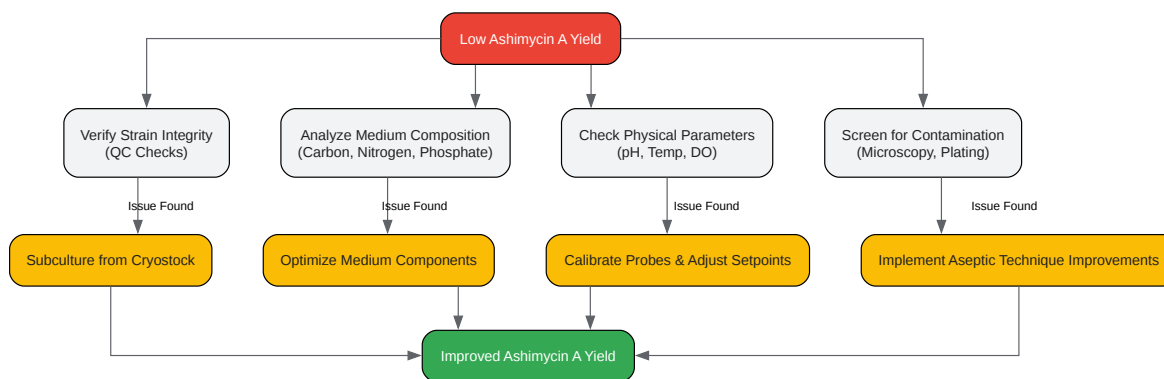 Low Ashimycin A Yield
Verify Strain Integrity
(QC Checks)
Analyze Medium Composition
(Carbon, Nitrogen, Phosphate)
Check Physical Parameters
(pH, Temp, DO)
Screen for Contamination
(Microscopy, Plating)
Issue Found
Issue Found
Issue Found
Issue Found
Subculture from Cryostock
Optimize Medium Components
Calibrate Probes & Adjust Setpoints
Implement Aseptic Technique Improvements
Improved Ashimycin A Yield